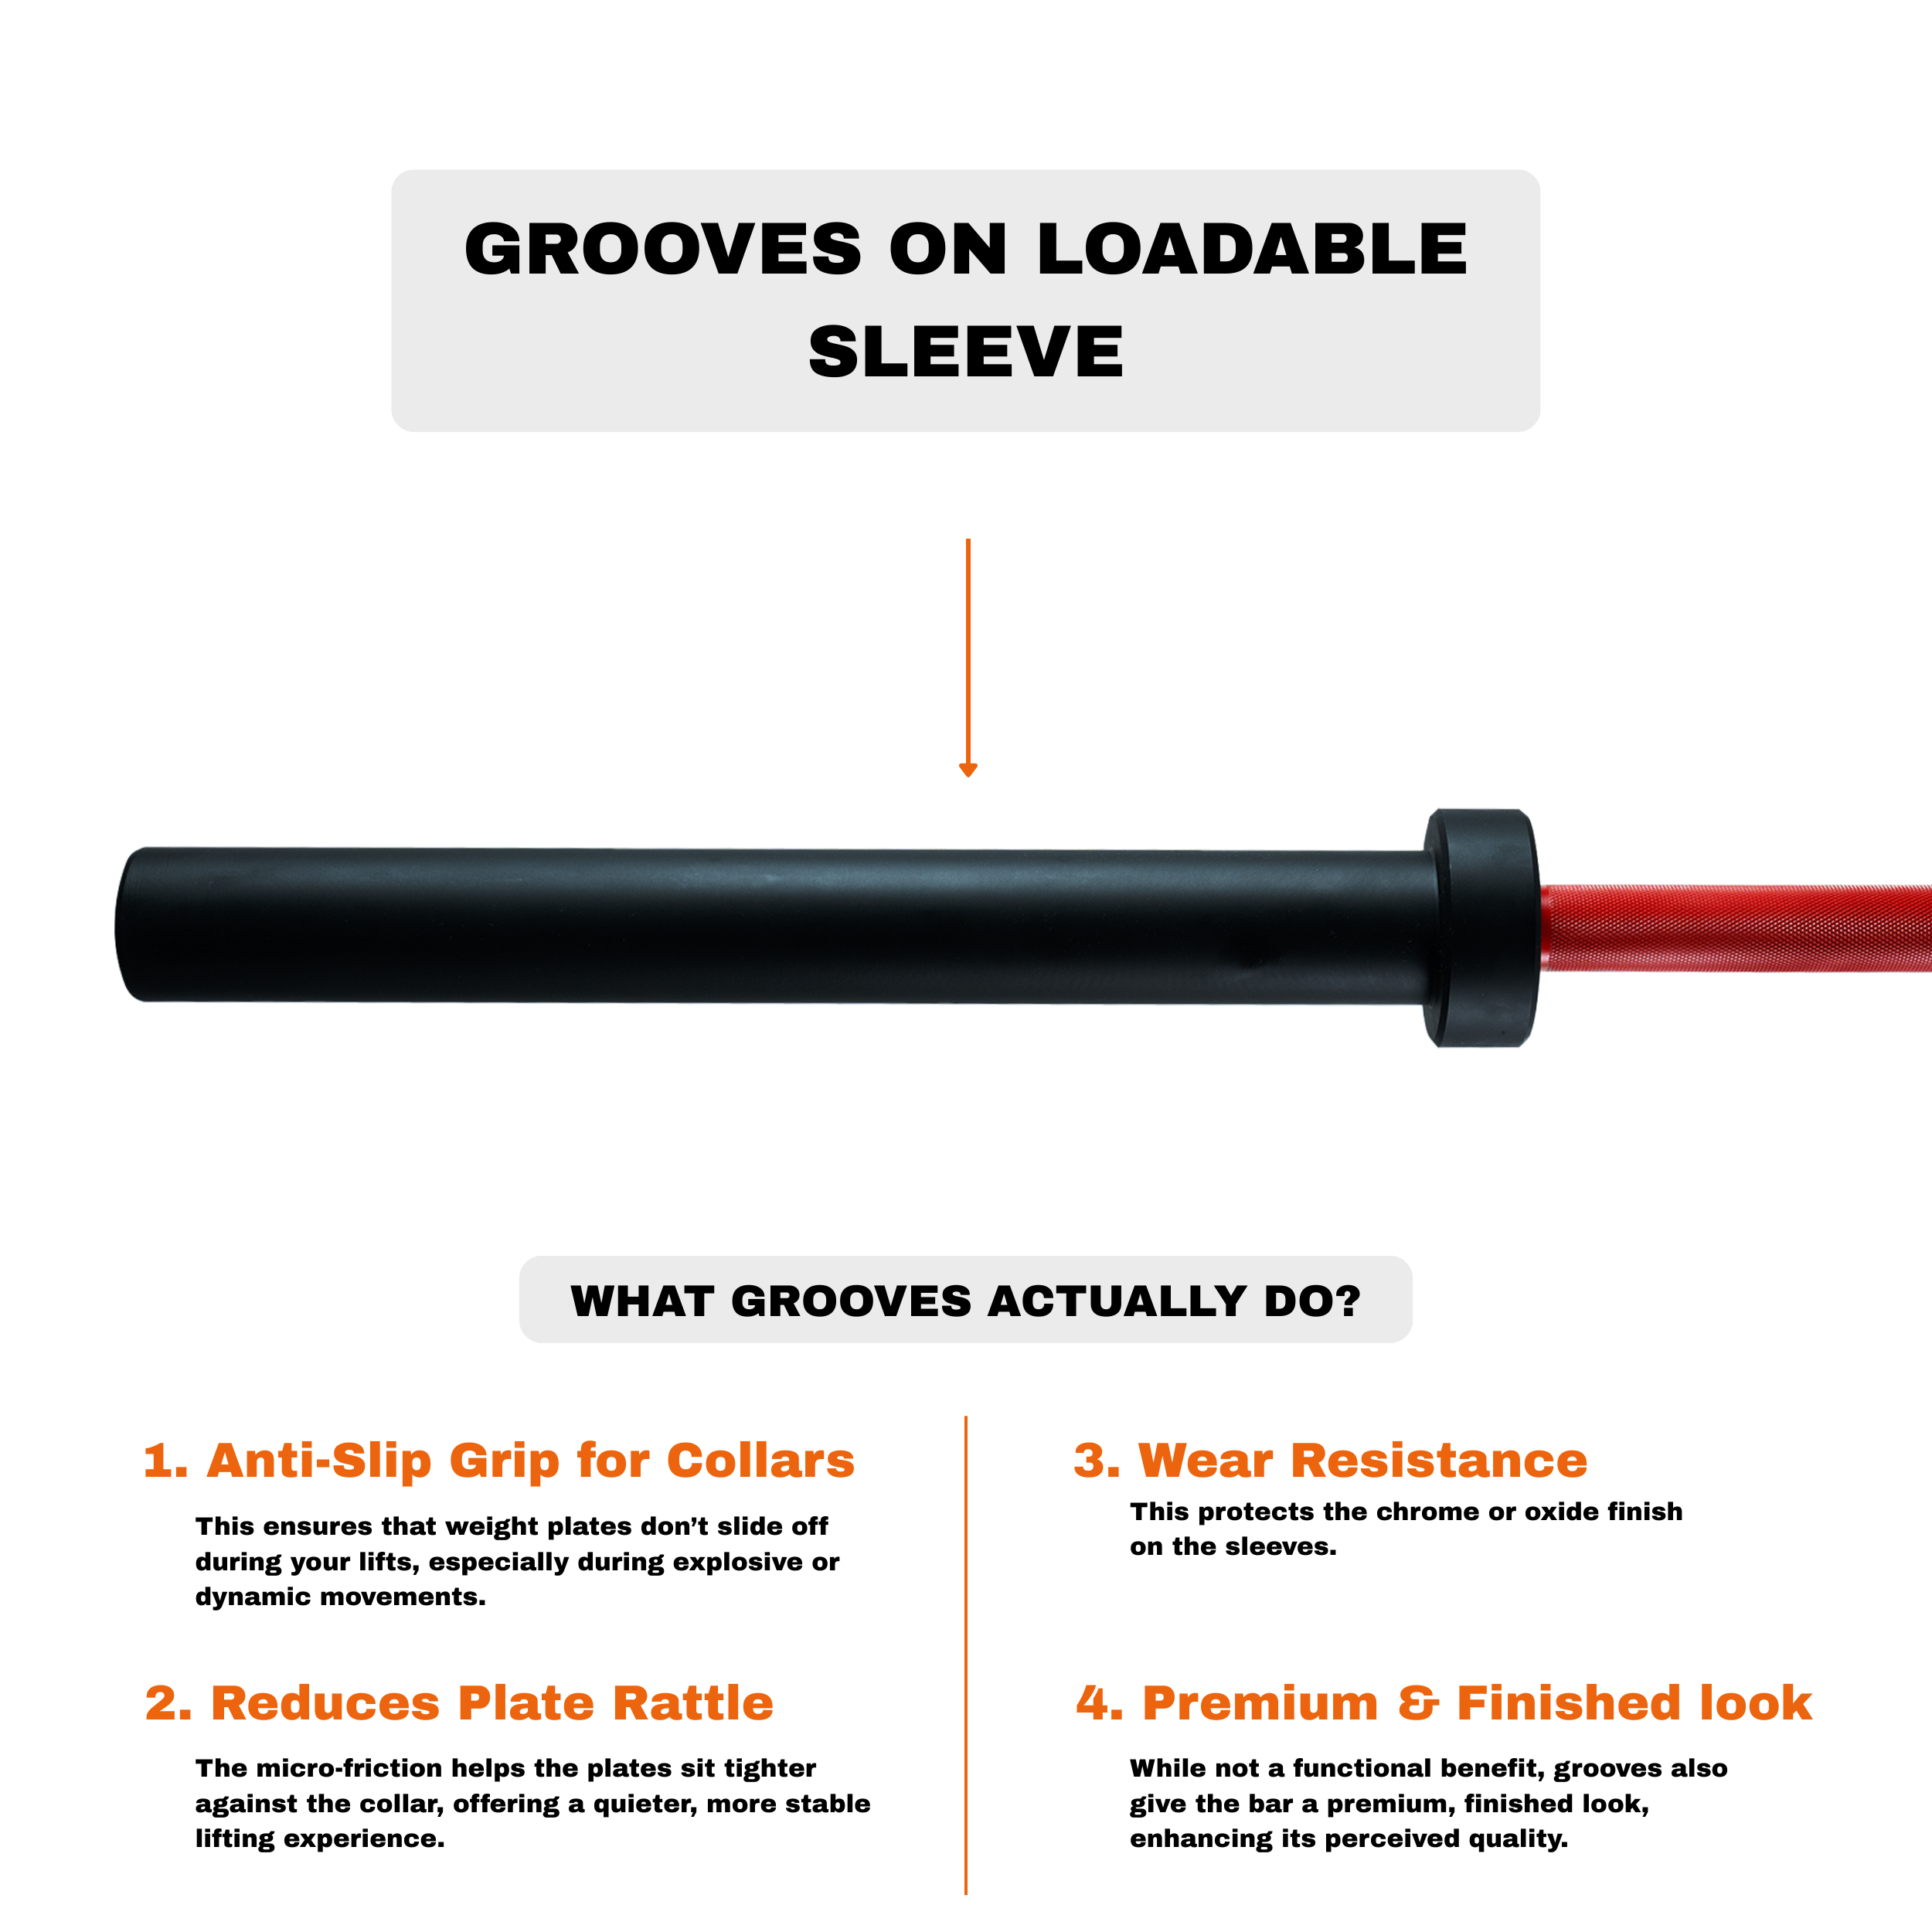 GROOVES ON LOADABLE
SLEEVE
WHAT GROOVES ACTUALLY DO?
1. Anti-Slip Grip for Collars
This ensures that weight plates don’t slide off
during your lifts, especially during explosive or
dynamic movements.
2. Reduces Plate Rattle
The micro-friction helps the plates sit tighter
against the collar, offering a quieter, more stable
lifting experience.
3. Wear Resistance
This protects the chrome or oxide finish
on the sleeves.
4. Premium & Finished look
While not a functional benefit, grooves also
give the bar a premium, finished look,
enhancing its perceived quality.